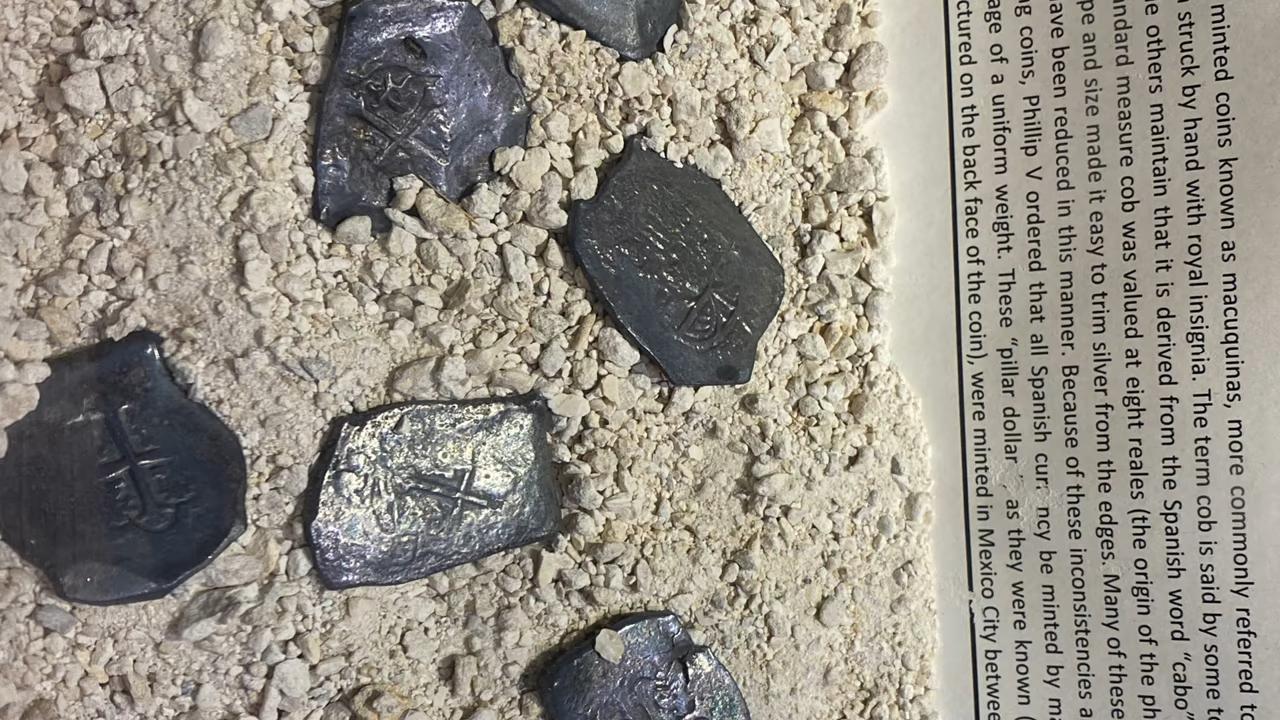 minted coins known as macuquinas, more commonly referred to
struck by hand with royal insignia. The term cob is said by some t
e others maintain that it is derived from the Spanish word “cabo”
ndard measure cob was valued at eight reales (the origin of the ph
pe and size made it easy to trim silver from the edges. Many of these
have been reduced in this manner. Because of these inconsistencies a
g coins, Phillip V ordered that all Spanish cur ncy be minted by ma
age of a uniform weight. These “pillar dollar as they were known (
ctured on the back face of the coin), were minted in Mexico City betwee